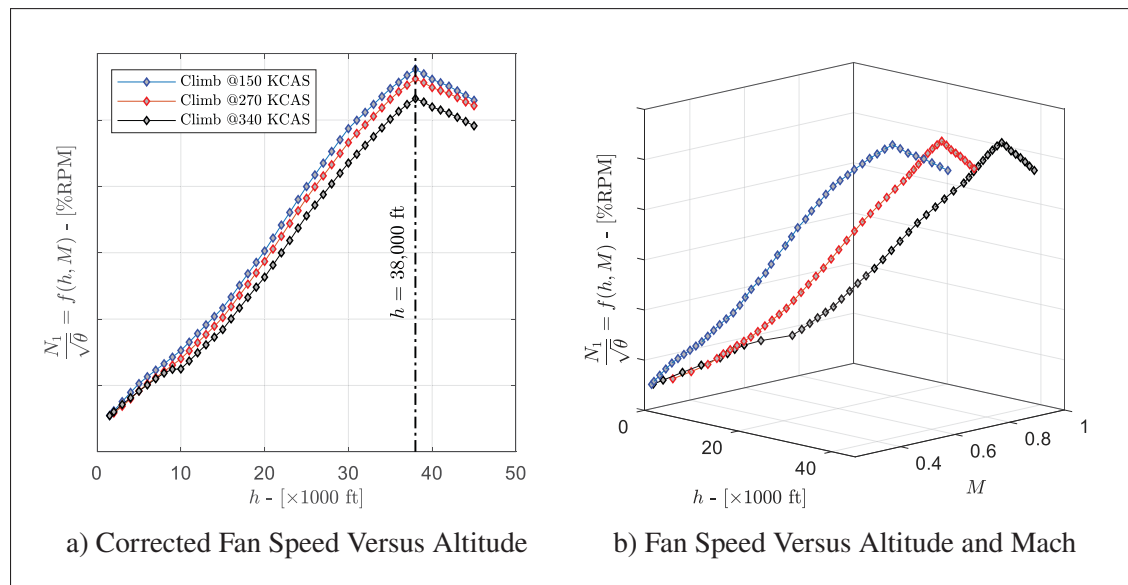 Climb @150 KCAS
Climb @270 KCAS
Climb @340 KCAS
h = 38,000 ft
N₁/√θ = f(h, M) - [%RPM]
0 10 20 30 40 50
h - [×1000 ft]
a) Corrected Fan Speed Versus Altitude
N₁/√θ = f(h, M) - [%RPM]
0 20 40
h - [×1000 ft]
0.4 0.6 0.8 1
M
b) Fan Speed Versus Altitude and Mach